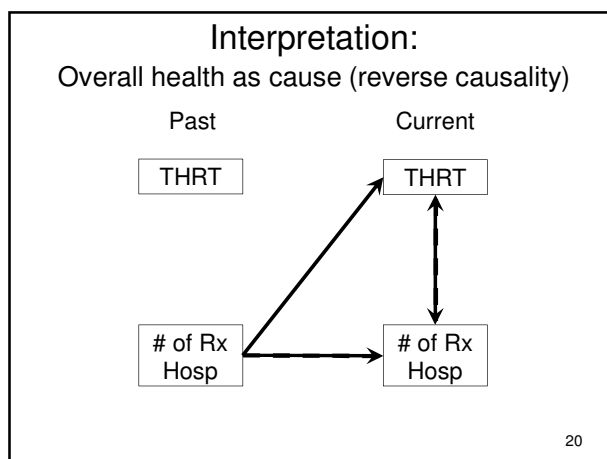 Interpretation:
Overall health as cause (reverse causality)
Past Current
THRT THRT
# of Rx # of Rx
Hosp Hosp
20